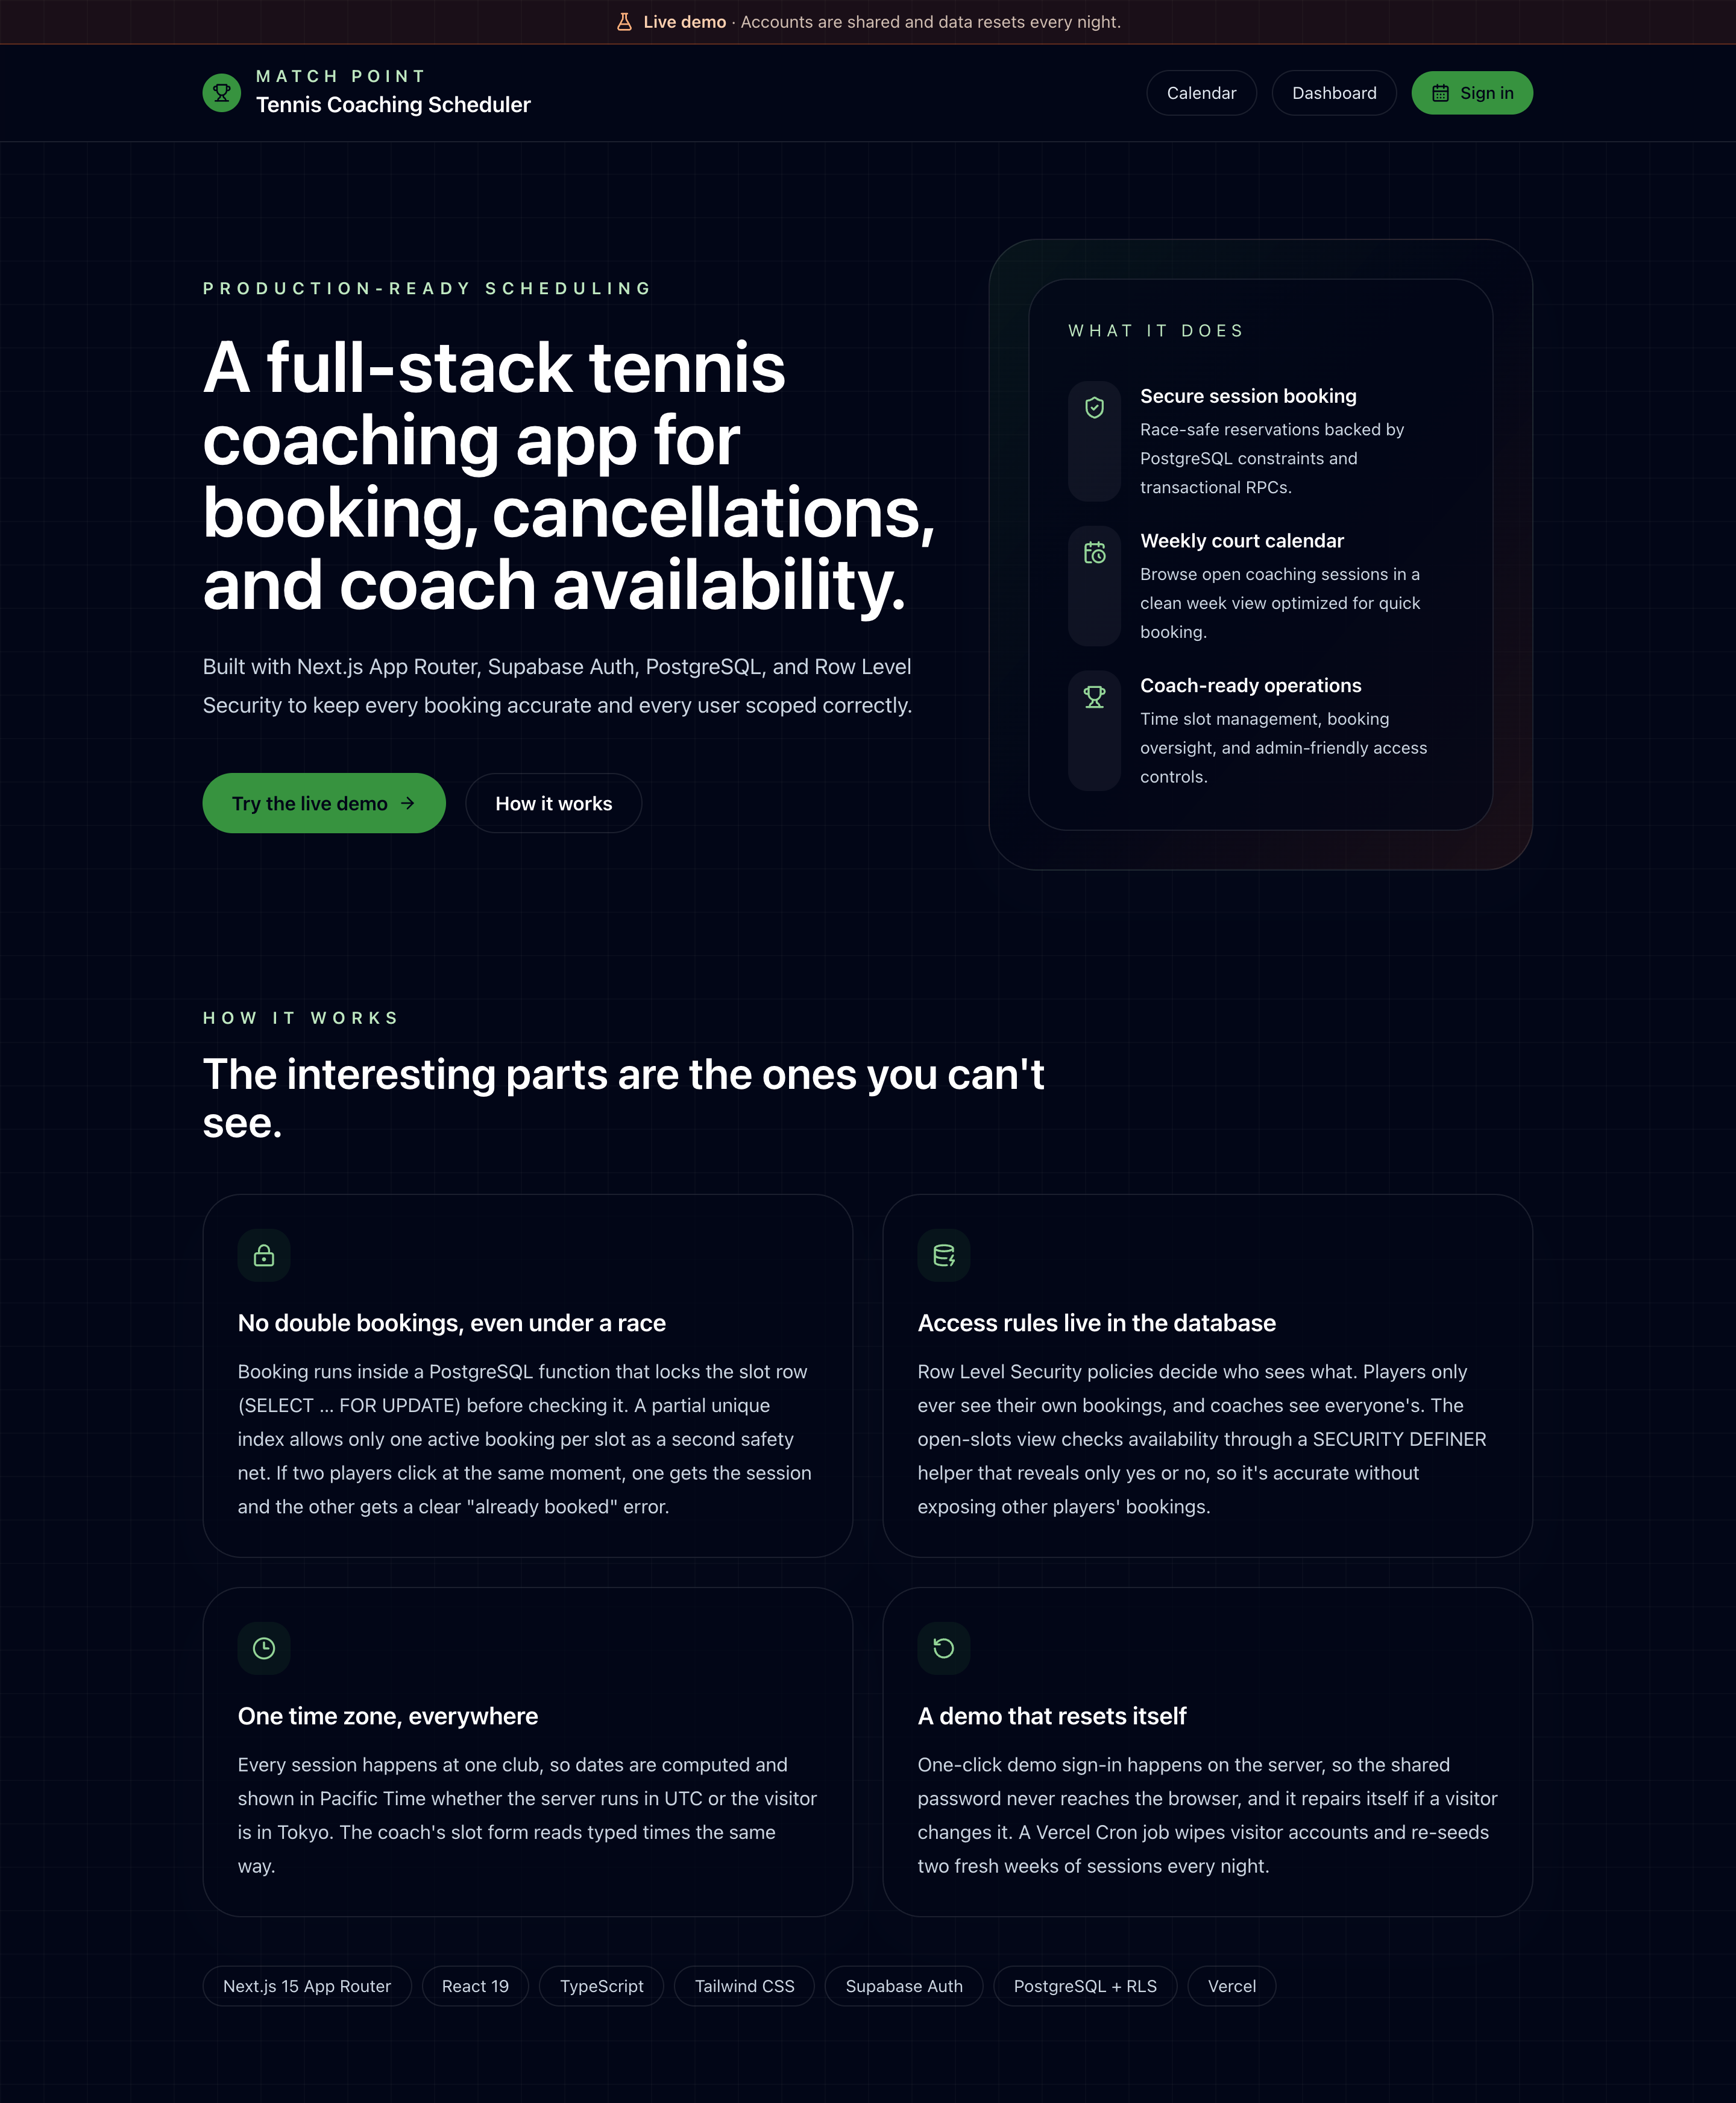 Live demo · Accounts are shared and data resets every night.
MATCH POINT
Tennis Coaching Scheduler
Calendar
Dashboard
Sign in
PRODUCTION-READY SCHEDULING
A full-stack tennis
coaching app for
booking, cancellations,
and coach availability.
Built with Next.js App Router, Supabase Auth, PostgreSQL, and Row Level
Security to keep every booking accurate and every user scoped correctly.
Try the live demo
How it works
WHAT IT DOES
Secure session booking
Race-safe reservations backed by
PostgreSQL constraints and
transactional RPCs.
Weekly court calendar
Browse open coaching sessions in a
clean week view optimized for quick
booking.
Coach-ready operations
Time slot management, booking
oversight, and admin-friendly access
controls.
HOW IT WORKS
The interesting parts are the ones you can't
see.
No double bookings, even under a race
Booking runs inside a PostgreSQL function that locks the slot row
(SELECT ... FOR UPDATE) before checking it. A partial unique
index allows only one active booking per slot as a second safety
net. If two players click at the same moment, one gets the session
and the other gets a clear "already booked" error.
Access rules live in the database
Row Level Security policies decide who sees what. Players only
ever see their own bookings, and coaches see everyone's. The
open-slots view checks availability through a SECURITY DEFINER
helper that reveals only yes or no, so it's accurate without
exposing other players' bookings.
One time zone, everywhere
Every session happens at one club, so dates are computed and
shown in Pacific Time whether the server runs in UTC or the visitor
is in Tokyo. The coach's slot form reads typed times the same
way.
A demo that resets itself
One-click demo sign-in happens on the server, so the shared
password never reaches the browser, and it repairs itself if a visitor
changes it. A Vercel Cron job wipes visitor accounts and re-seeds
two fresh weeks of sessions every night.
Next.js 15 App Router
React 19
TypeScript
Tailwind CSS
Supabase Auth
PostgreSQL + RLS
Vercel